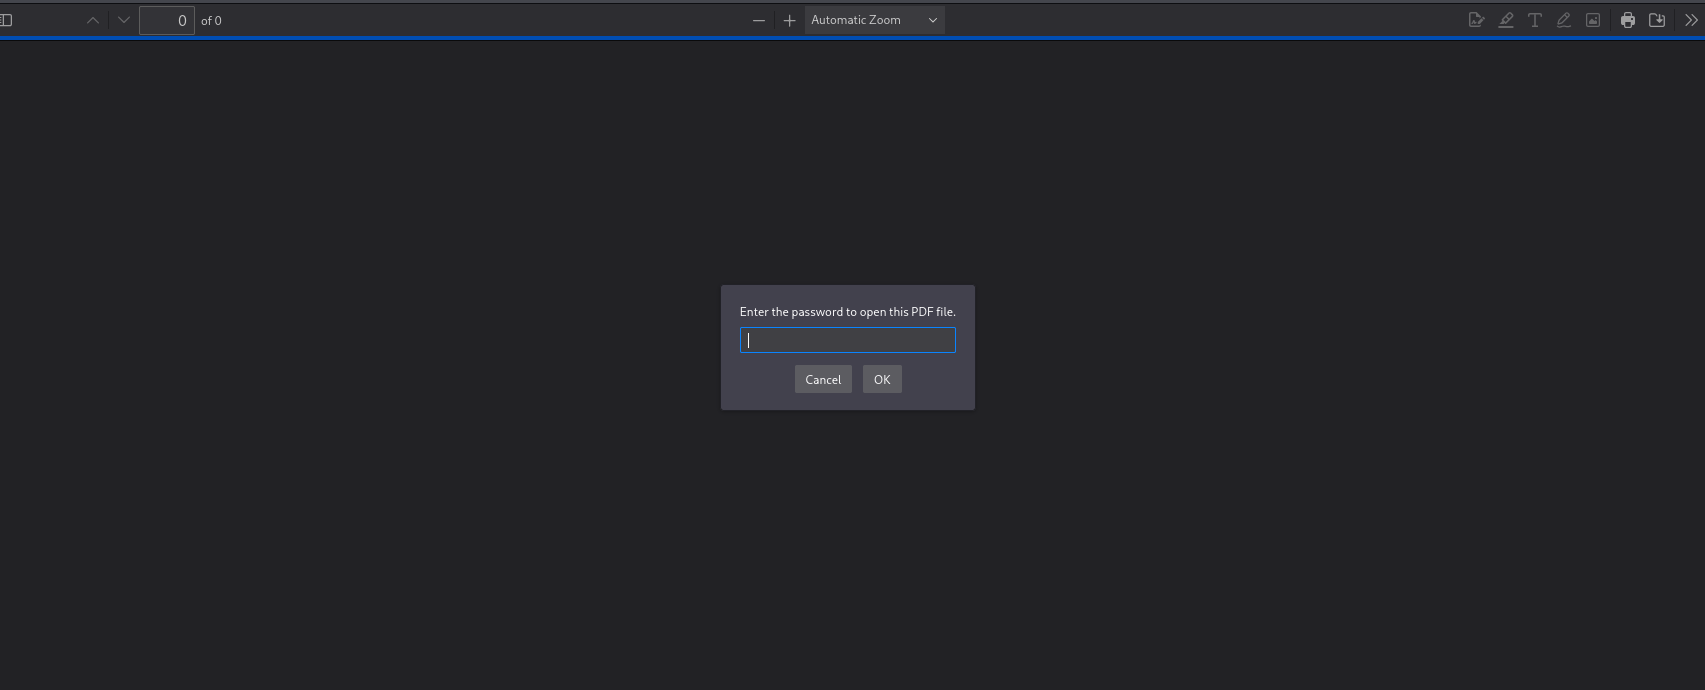 0 of 0
Automatic Zoom
Enter the password to open this PDF file.
Cancel OK